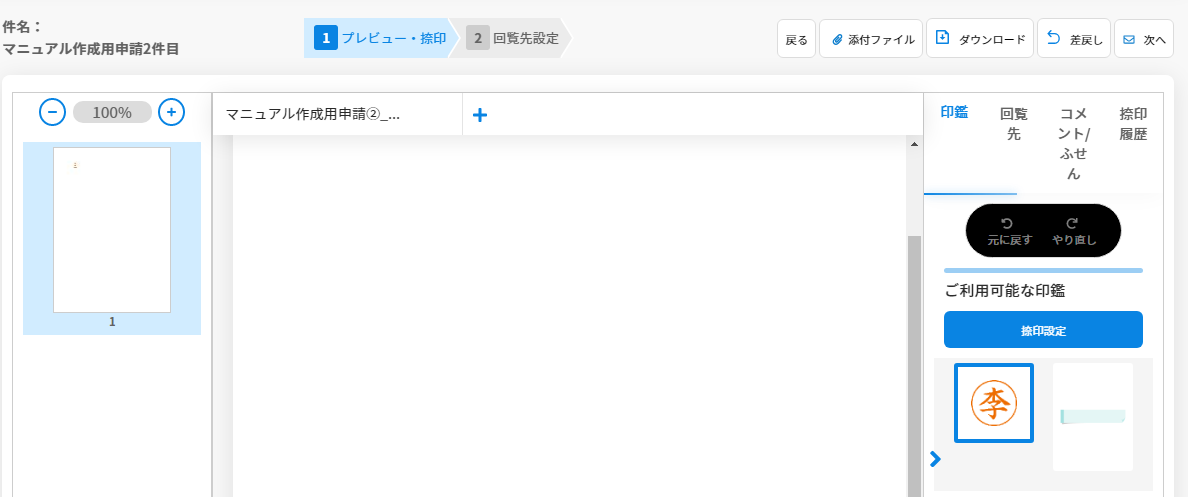 件名：
マニュアル作成用申請2件目
1 プレビュー・捺印
2 回覧先設定
戻る
添付ファイル
ダウンロード
差戻し
次へ
100%
1
マニュアル作成用申請②_...
印鑑
回覧
先
コメ
ント/
ふせ
ん
捺印
履歴
元に戻す
やり直し
ご利用可能な印鑑
捺印設定
李